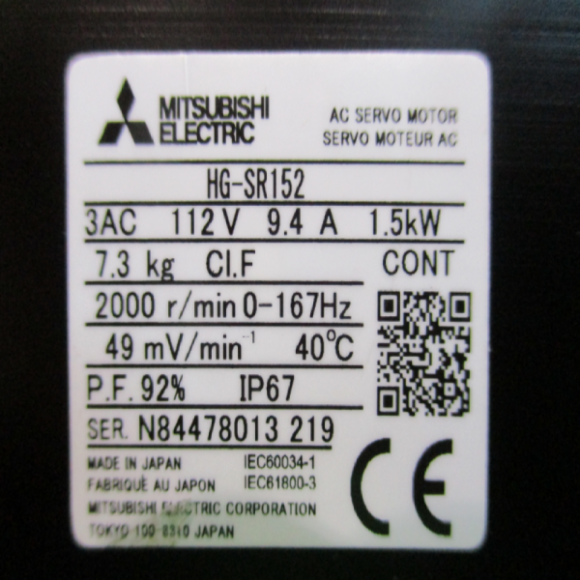 MITSUBISHI
ELECTRIC
AC SERVO MOTOR
SERVO MOTEUR AC
HG-SR152
3AC 112V 9.4 A 1.5kW
7.3 kg CI.F CONT
2000 r/min 0-167Hz
49 mV/min⁻¹ 40°C
P.F. 92% IP67
SER. N84478013 219
MADE IN JAPAN IEC60034-1
FABRIQUÉ AU JAPON IEC61800-3
MITSUBISHI ELECTRIC CORPORATION
TOKYO 100-8310 JAPAN
CE